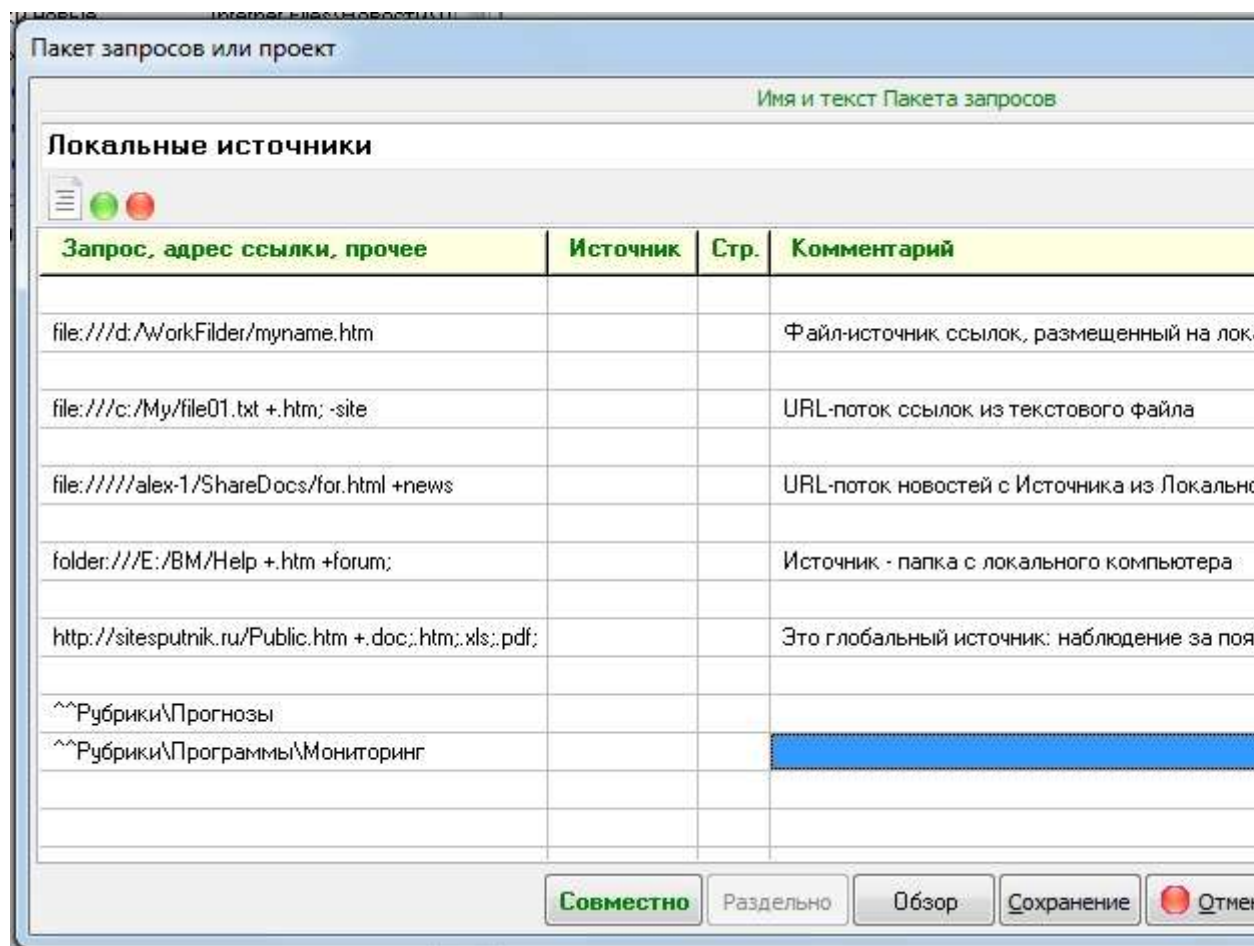 Internet Files\Новости\
Пакет запросов или проект
Имя и текст Пакета запросов
Локальные источники
Запрос, адрес ссылки, прочее Источник Стр. Комментарий
file:///d:/WorkFilder/myname.htm Файл-источник ссылок, размещенный на лок
file:///c:/My/file01.txt +.htm; -site URL-поток ссылок из текстового файла
file://///alex-1/ShareDocs/for.html +news URL-поток новостей с Источника из Локально
folder:///E:/BM/Help +.htm +forum; Источник - папка с локального компьютера
http://sitesputnik.ru/Public.htm +.doc;.htm;.xls;.pdf; Это глобальный источник: наблюдение за поя
^^Рубрики\Прогнозы
^^Рубрики\Программы\Мониторинг
Совместно Раздельно Обзор Сохранение Отмен